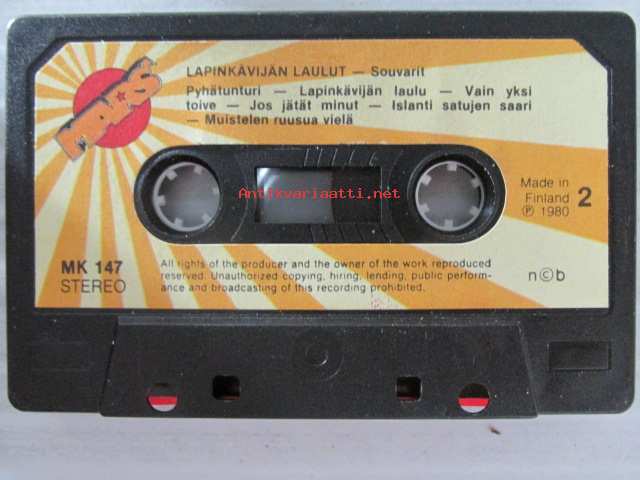 MARS
LAPINKÄVIJÄN LAULUT — Souvarit
Pyhätunturi — Lapinkävijän laulu — Vain yksi
toive — Jos jätät minut — Islanti satujen saari
— Muistelen ruusua vielä
Antikvariaatti.net
Made in
Finland
Ⓟ 1980
2
MK 147
STEREO
All rights of the producer and the owner of the work reproduced
reserved. Unauthorized copying, hiring, lending, public perform-
ance and broadcasting of this recording prohibited.
n©b